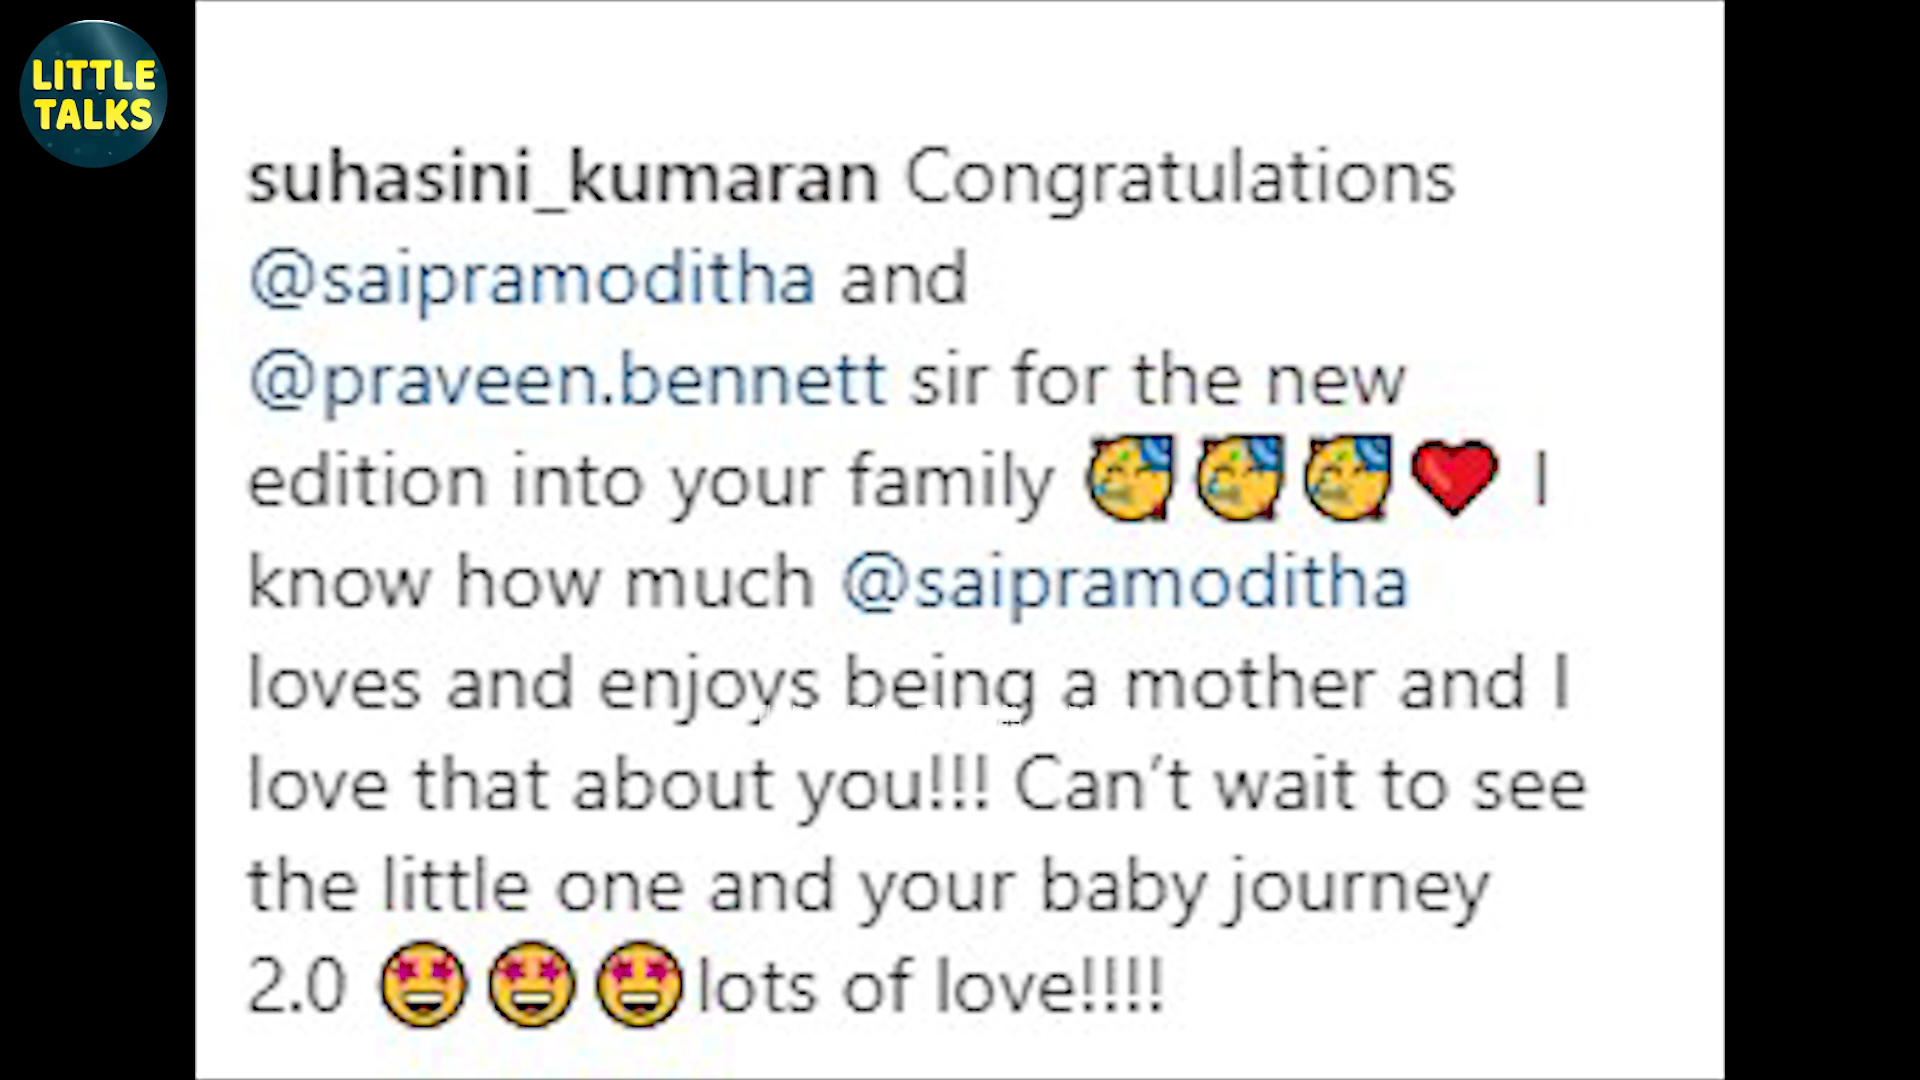 LITTLE
TALKS
suhasini_kumaran Congratulations
@saipramoditha and
@praveen.bennett sir for the new
edition into your family 🥳🥳🥳❤️ I
know how much @saipramoditha
loves and enjoys being a mother and I
love that about you!!! Can't wait to see
the little one and your baby journey
2.0 🤩🤩🤩lots of love!!!!